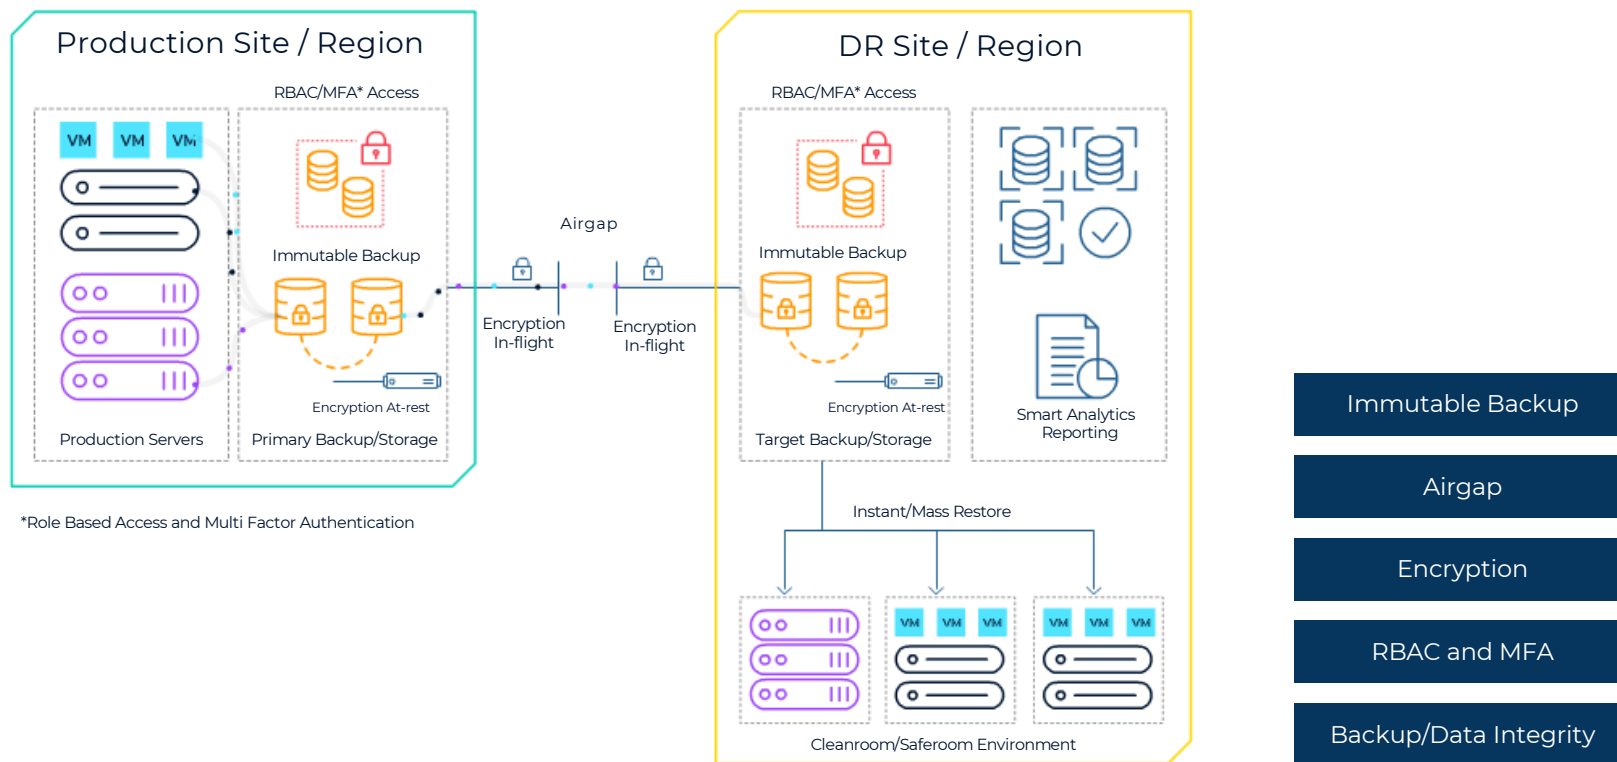 Production Site / Region
RBAC/MFA* Access
VM VM VM
Immutable Backup
Encryption At-rest
Production Servers
Primary Backup/Storage
*Role Based Access and Multi Factor Authentication
Airgap
Encryption
In-flight
Encryption
In-flight
DR Site / Region
RBAC/MFA* Access
Immutable Backup
Encryption At-rest
Target Backup/Storage
Smart Analytics
Reporting
Instant/Mass Restore
VM VM VM
VM VM VM
Cleanroom/Saferoom Environment
Immutable Backup
Airgap
Encryption
RBAC and MFA
Backup/Data Integrity